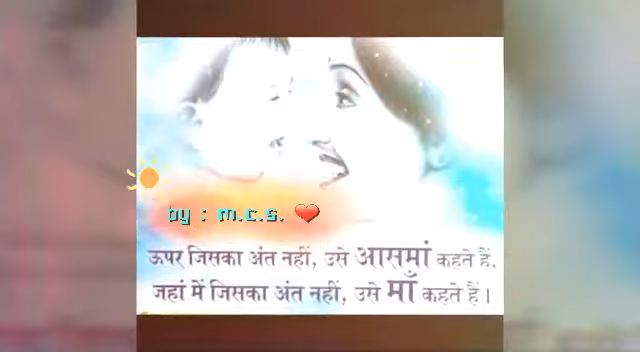 by : m.c.s. ❤️
ऊपर जिसका अंत नहीं, उसे आसमां कहते हैं,
जहां में जिसका अंत नहीं, उसे माँ कहते हैं।